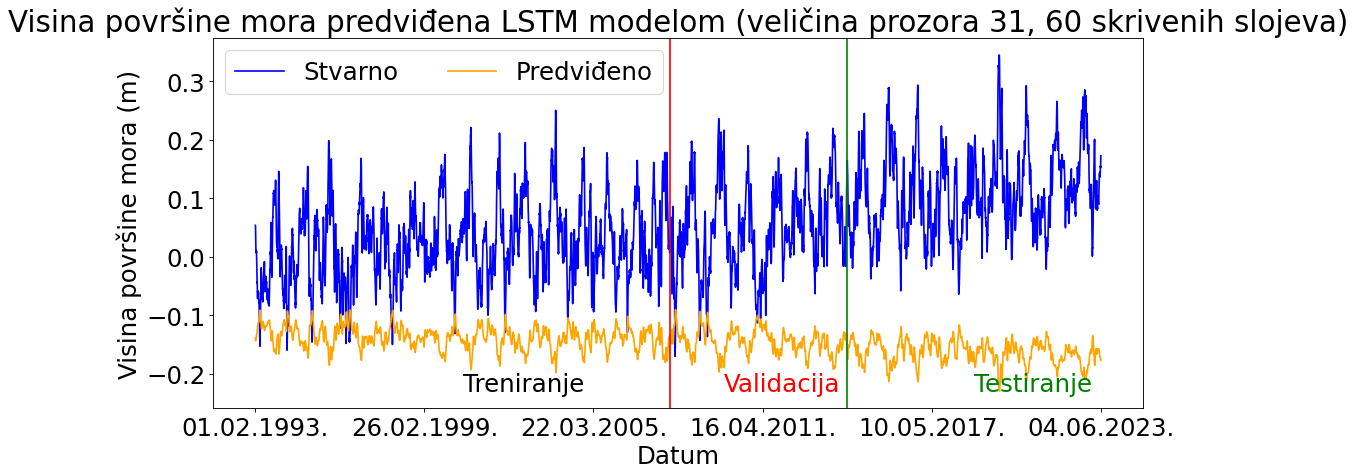 Visina površine mora predviđena LSTM modelom (veličina prozora 31, 60 skrivenih slojeva)
Stvarno Predviđeno
Visina površine mora (m)
0.3
0.2
0.1
0.0
−0.1
−0.2
Treniranje Validacija Testiranje
01.02.1993. 26.02.1999. 22.03.2005. 16.04.2011. 10.05.2017. 04.06.2023.
Datum